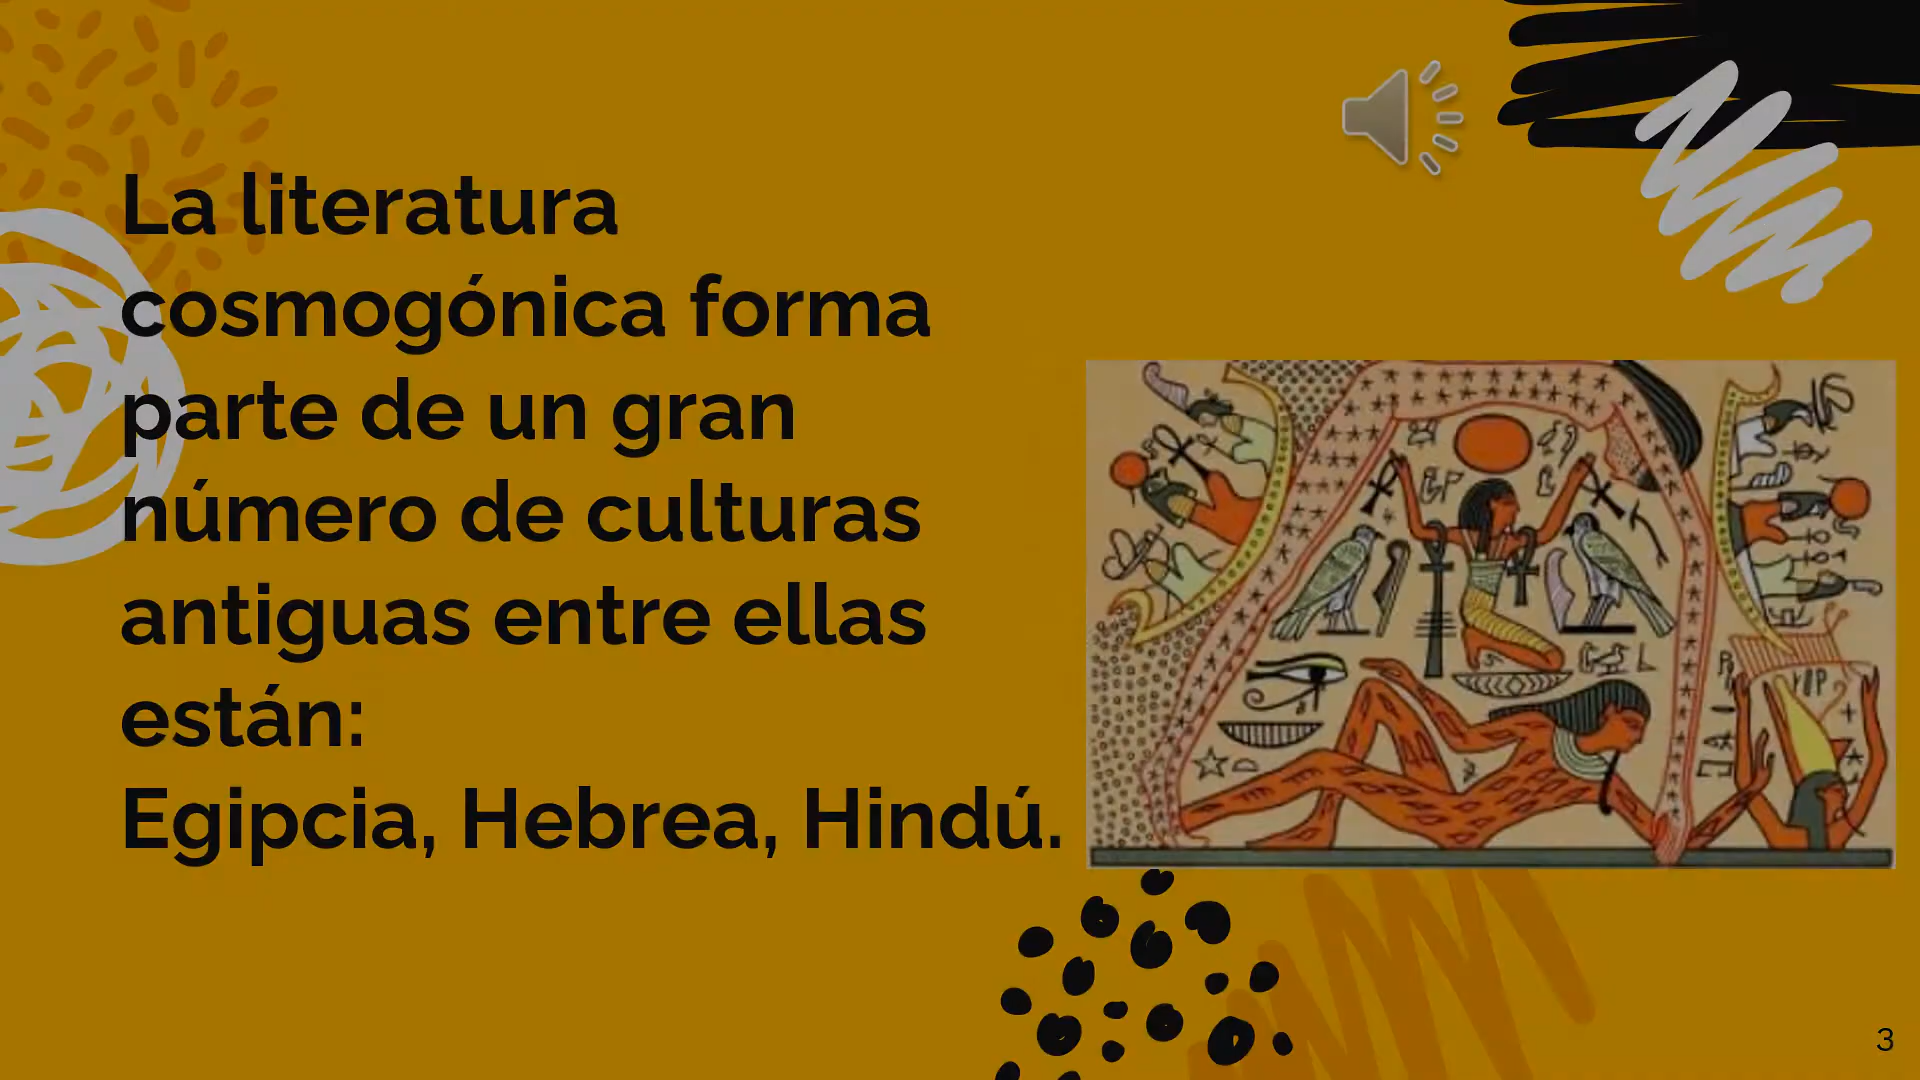 La literatura
cosmogónica forma
parte de un gran
número de culturas
antiguas entre ellas
están:
Egipcia, Hebrea, Hindú.
3